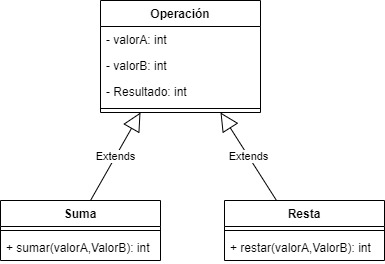 Operación
- valorA: int
- valorB: int
- Resultado: int
Extends
Extends
Suma
+ sumar(valorA,ValorB): int
Resta
+ restar(valorA,ValorB): int